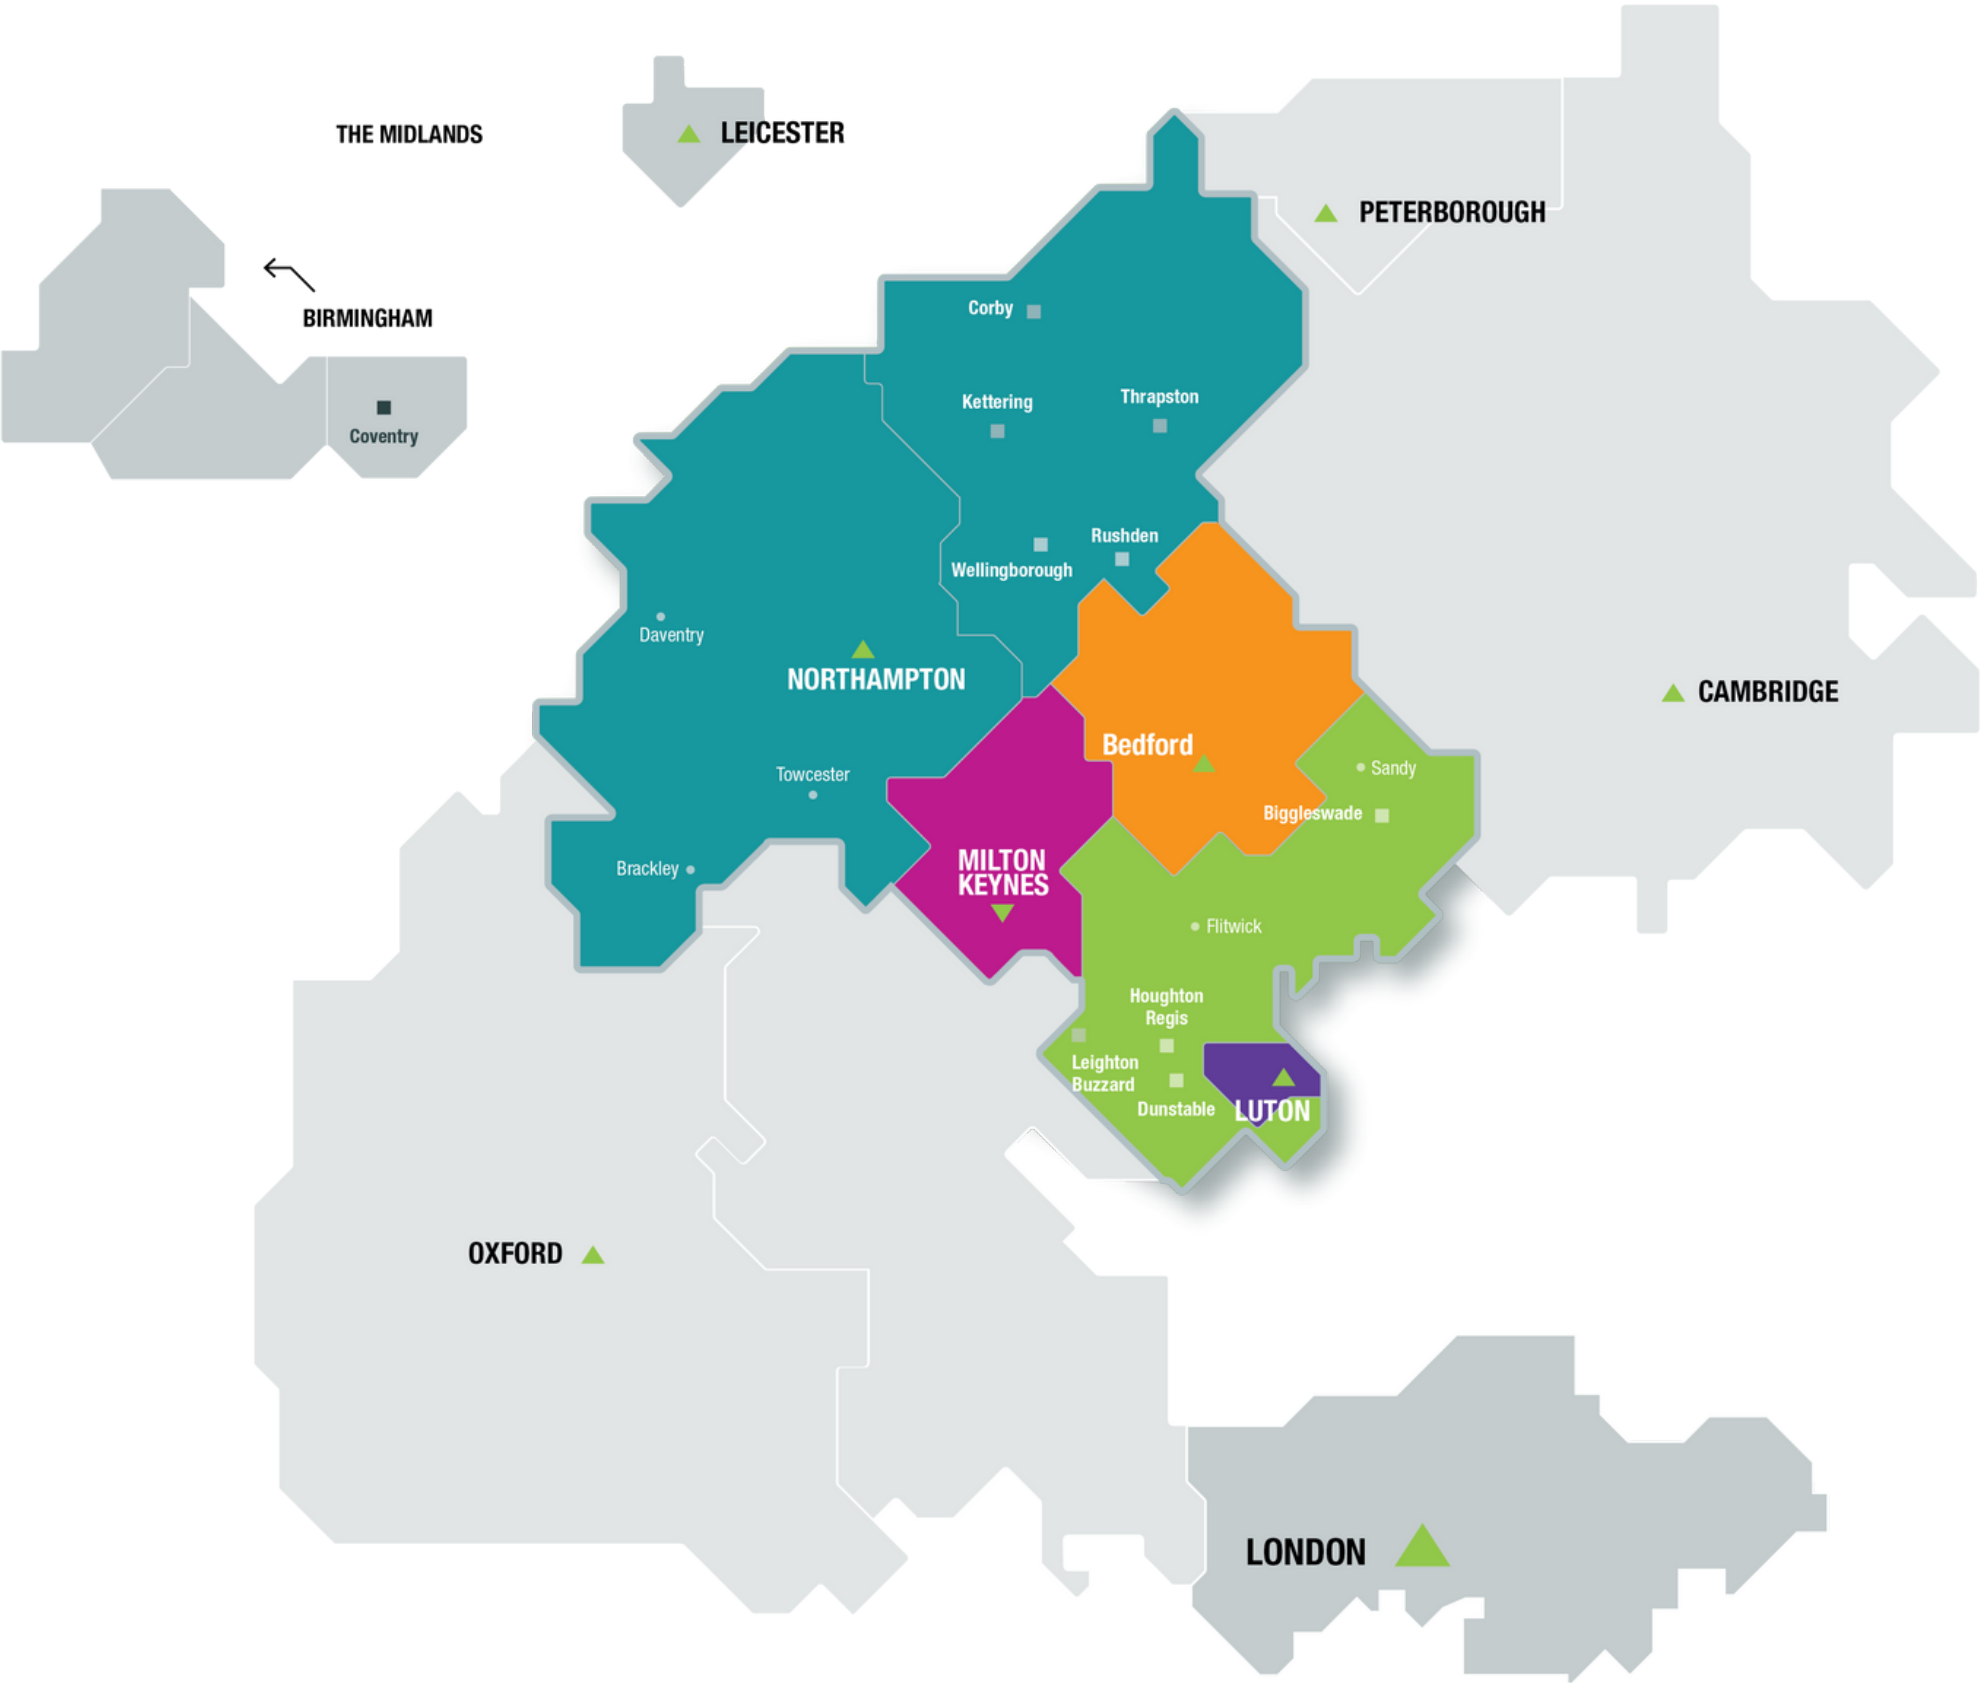 THE MIDLANDS
LEICESTER
PETERBOROUGH
BIRMINGHAM
Corby
Kettering
Thrapston
Coventry
Rushden
Wellingborough
Daventry
NORTHAMPTON
CAMBRIDGE
Bedford
Towcester
Sandy
Biggleswade
MILTON
KEYNES
Brackley
Flitwick
Houghton
Regis
Leighton
Buzzard
Dunstable
LUTON
OXFORD
LONDON